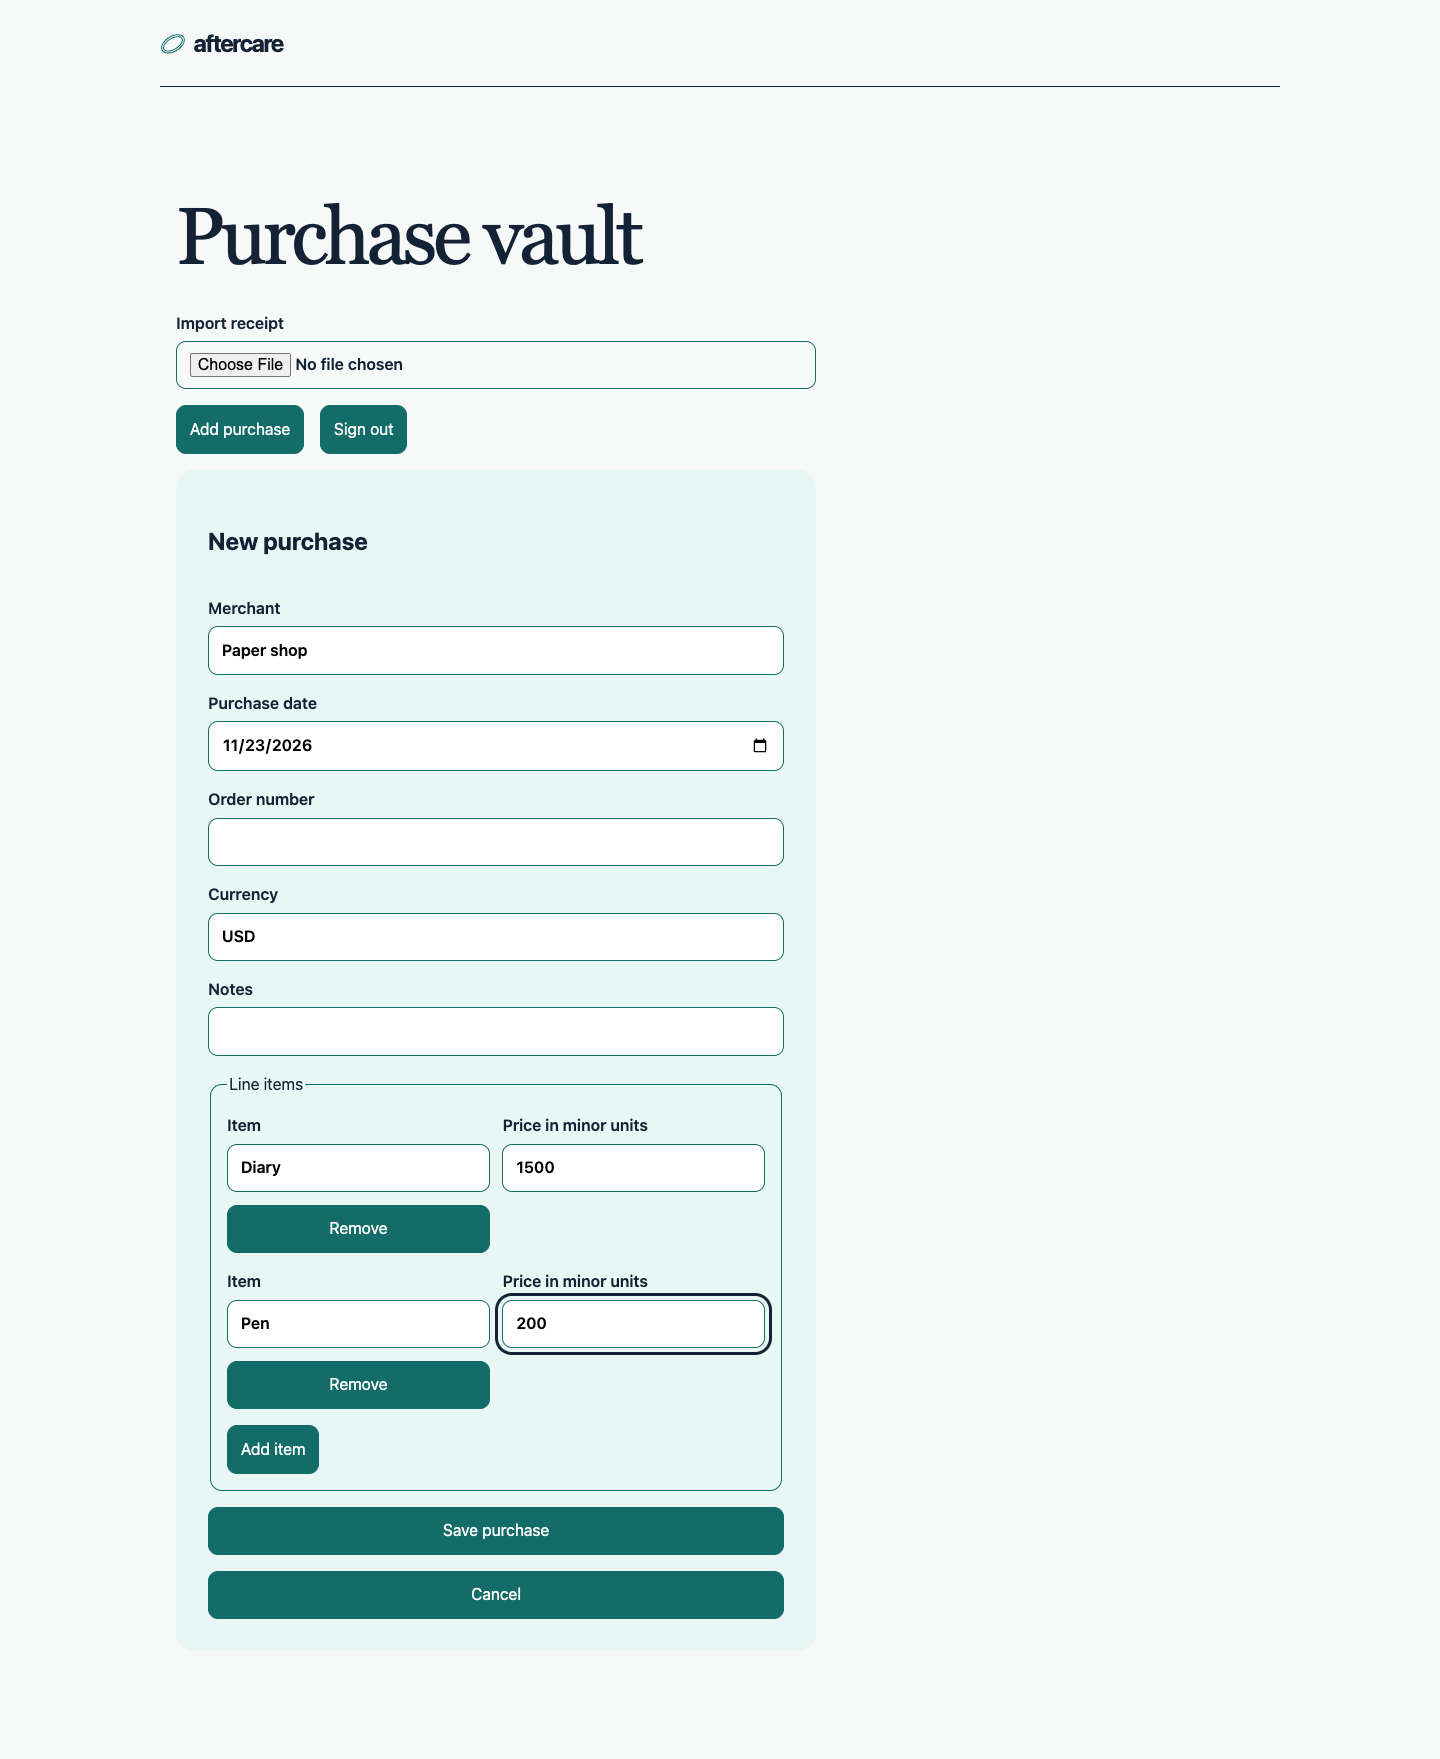 aftercare
Purchase vault
Import receipt
Choose File No file chosen
Add purchase Sign out
New purchase
Merchant
Paper shop
Purchase date
11/23/2026
Order number
Currency
USD
Notes
Line items
Item Price in minor units
Diary 1500
Remove
Item Price in minor units
Pen 200
Remove
Add item
Save purchase
Cancel